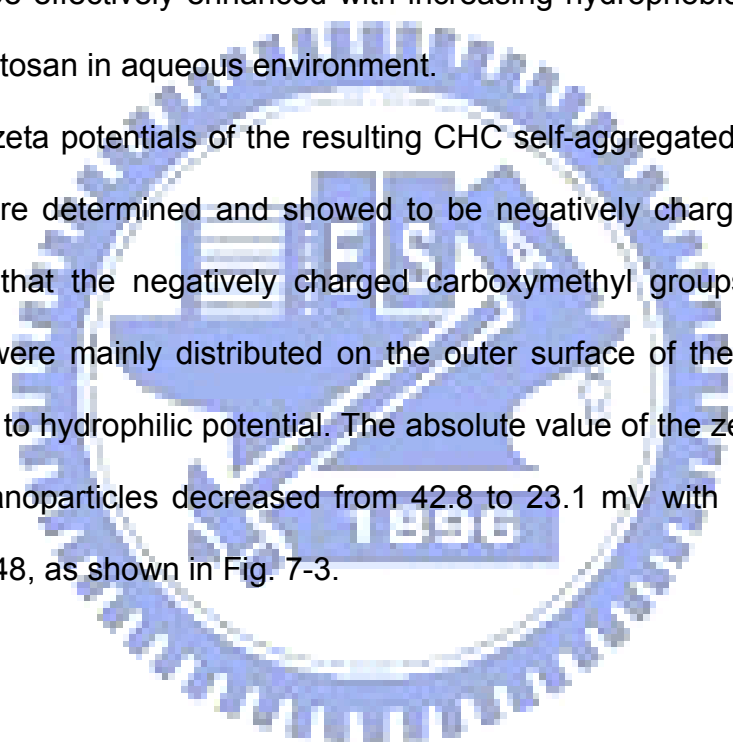 effectively enhanced with increasing
tosan in aqueous environment.
zeta potentials of the resulting CHC self-aggregated
re determined and showed to be negatively charg
that the negatively charged carboxymethyl groups
were mainly distributed on the outer surface of the
to hydrophilic potential. The absolute value of the ze
anoparticles decreased from 42.8 to 23.1 mV with
48, as shown in Fig. 7-3.
E S A
1896